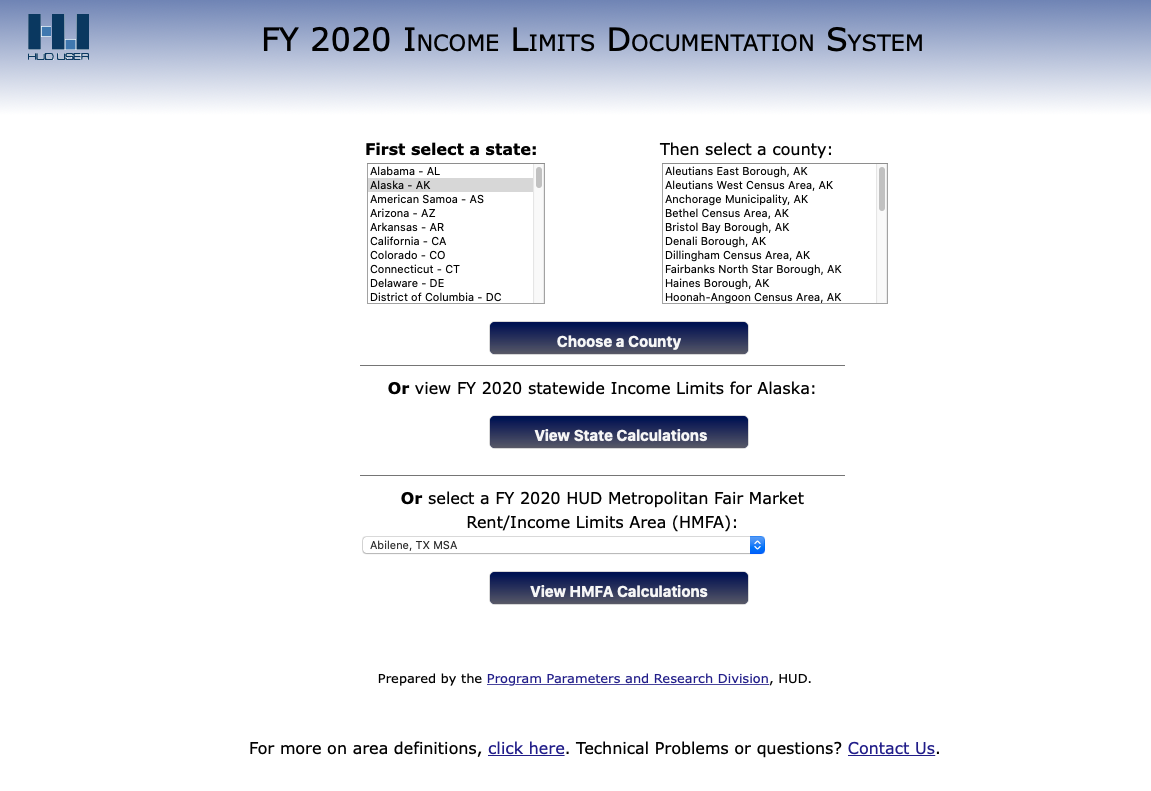 HUD USER
FY 2020 Income Limits Documentation System
First select a state:
Alabama - AL
Alaska - AK
American Samoa - AS
Arizona - AZ
Arkansas - AR
California - CA
Colorado - CO
Connecticut - CT
Delaware - DE
District of Columbia - DC
Then select a county:
Aleutians East Borough, AK
Aleutians West Census Area, AK
Anchorage Municipality, AK
Bethel Census Area, AK
Bristol Bay Borough, AK
Denali Borough, AK
Dillingham Census Area, AK
Fairbanks North Star Borough, AK
Haines Borough, AK
Hoonah-Angoon Census Area, AK
Choose a County
Or view FY 2020 statewide Income Limits for Alaska:
View State Calculations
Or select a FY 2020 HUD Metropolitan Fair Market
Rent/Income Limits Area (HMFA):
Abilene, TX MSA
View HMFA Calculations
Prepared by the Program Parameters and Research Division, HUD.
For more on area definitions, click here. Technical Problems or questions? Contact Us.